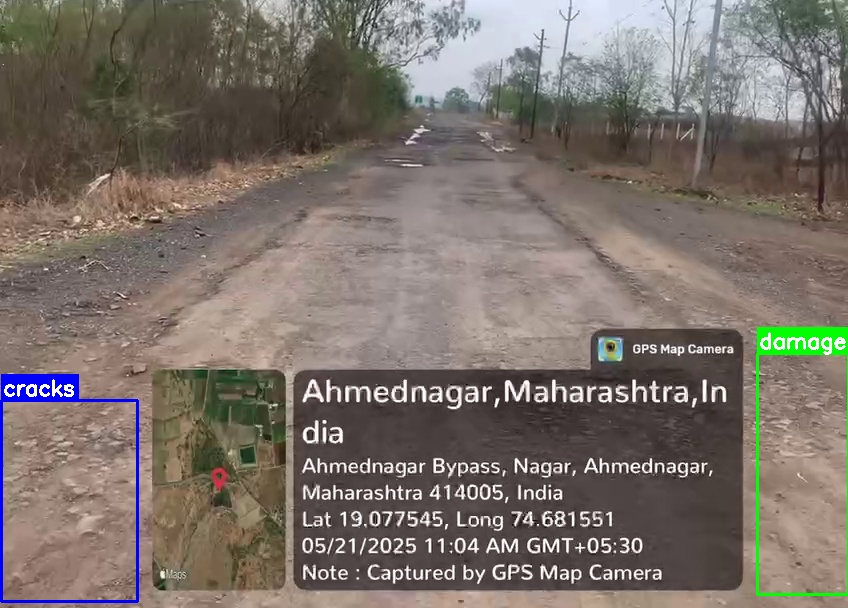 damage
GPS Map Camera
cracks
Ahmednagar,Maharashtra,In
dia
Ahmednagar Bypass, Nagar, Ahmednagar,
Maharashtra 414005, India
Lat 19.077545, Long 74.681551
05/21/2025 11:04 AM GMT+05:30
Note : Captured by GPS Map Camera
Maps